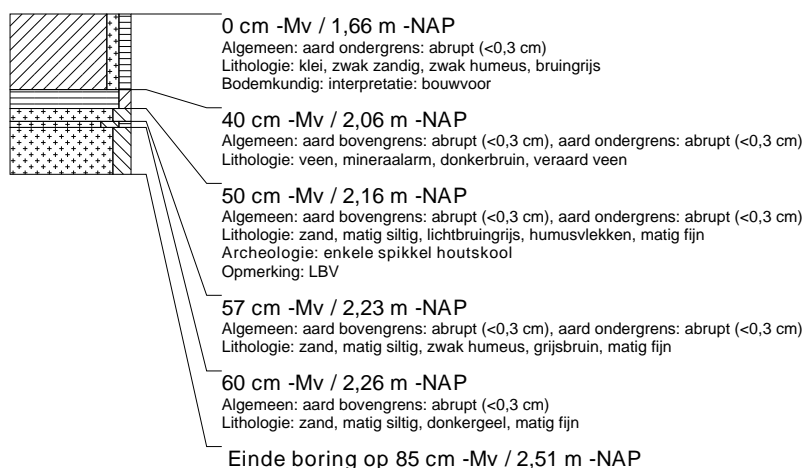 0 cm -Mv / 1,66 m -NAP
Algemeen: aard ondergrens: abrupt (<0,3 cm)
Lithologie: klei, zwak zandig, zwak humeus, bruingrijs
Bodemkundig: interpretatie: bouwvoor
40 cm -Mv / 2,06 m -NAP
Algemeen: aard bovengrens: abrupt (<0,3 cm), aard ondergrens: abrupt (<0,3 cm)
Lithologie: veen, mineraalarm, donkerbruin, veraard veen
50 cm -Mv / 2,16 m -NAP
Algemeen: aard bovengrens: abrupt (<0,3 cm), aard ondergrens: abrupt (<0,3 cm)
Lithologie: zand, matig siltig, lichtbruingrijs, humusvlekken, matig fijn
Archeologie: enkele spikkel houtskool
Opmerking: LBV
57 cm -Mv / 2,23 m -NAP
Algemeen: aard bovengrens: abrupt (<0,3 cm), aard ondergrens: abrupt (<0,3 cm)
Lithologie: zand, matig siltig, zwak humeus, grijsbruin, matig fijn
60 cm -Mv / 2,26 m -NAP
Algemeen: aard bovengrens: abrupt (<0,3 cm)
Lithologie: zand, matig siltig, donkergeel, matig fijn
Einde boring op 85 cm -Mv / 2,51 m -NAP